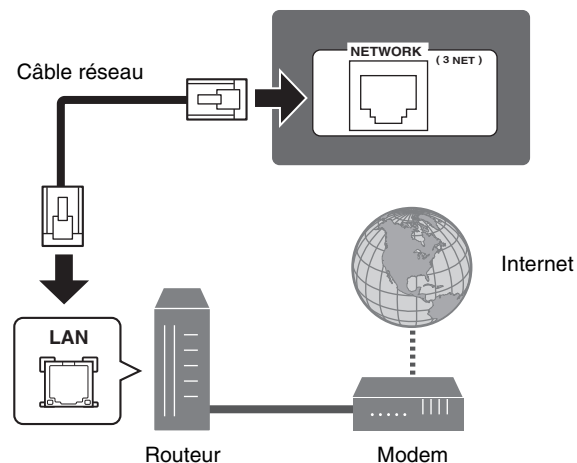 NETWORK
( 3 NET )
Câble réseau
Internet
LAN
Routeur
Modem